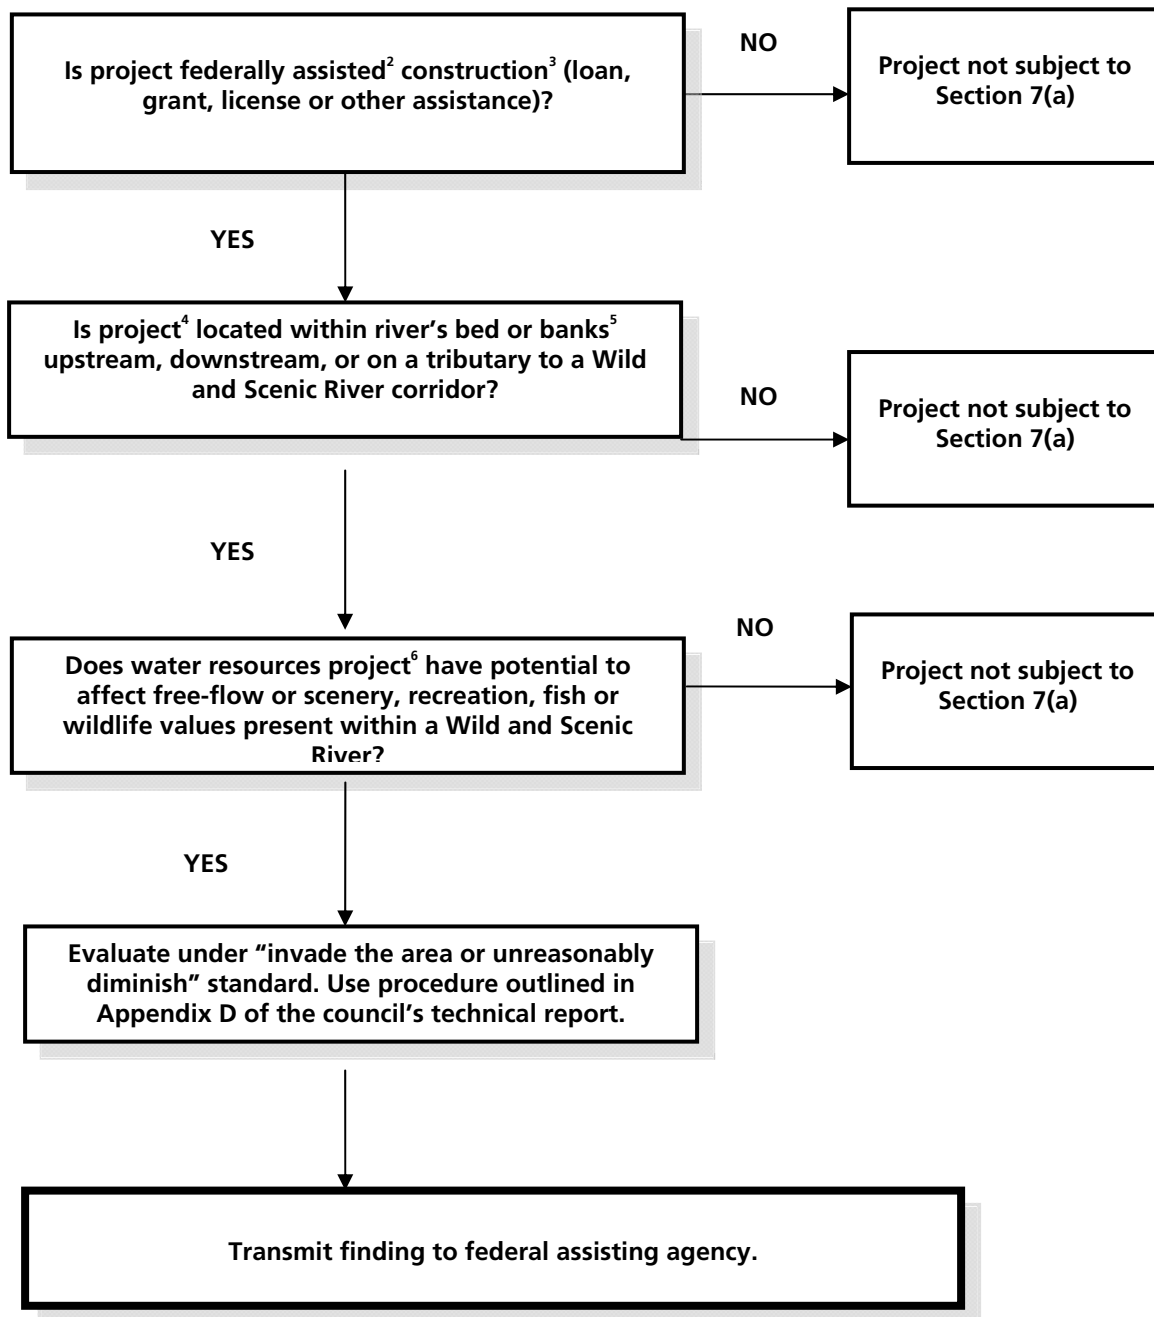 Is project federally assisted² construction³ (loan,
grant, license or other assistance)?
NO
Project not subject to
Section 7(a)
YES
Is project⁴ located within river's bed or banks⁵
upstream, downstream, or on a tributary to a Wild
and Scenic River corridor?
NO
Project not subject to
Section 7(a)
YES
Does water resources project⁶ have potential to
affect free-flow or scenery, recreation, fish or
wildlife values present within a Wild and Scenic
River?
NO
Project not subject to
Section 7(a)
YES
Evaluate under "invade the area or unreasonably
diminish" standard. Use procedure outlined in
Appendix D of the council's technical report.
Transmit finding to federal assisting agency.